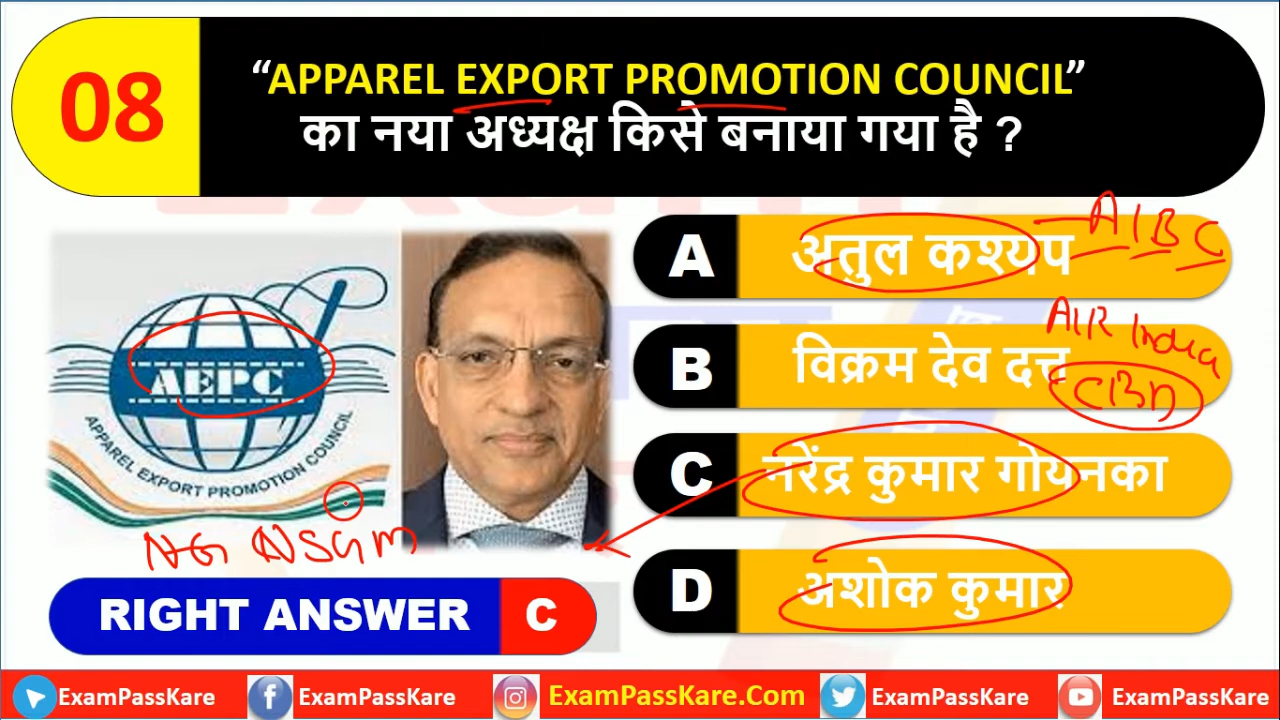 08
“APPAREL EXPORT PROMOTION COUNCIL”
का नया अध्यक्ष किसे बनाया गया है ?
A अतुल कश्यप
AIBC
B विक्रम देव दत्त
AIR India
C नरेंद्र कुमार गोयनका
D अशोक कुमार
AEPC
APPAREL EXPORT PROMOTION COUNCIL
RIGHT ANSWER C
ExamPassKare
ExamPassKare
ExamPassKare.Com
ExamPassKare
ExamPassKare